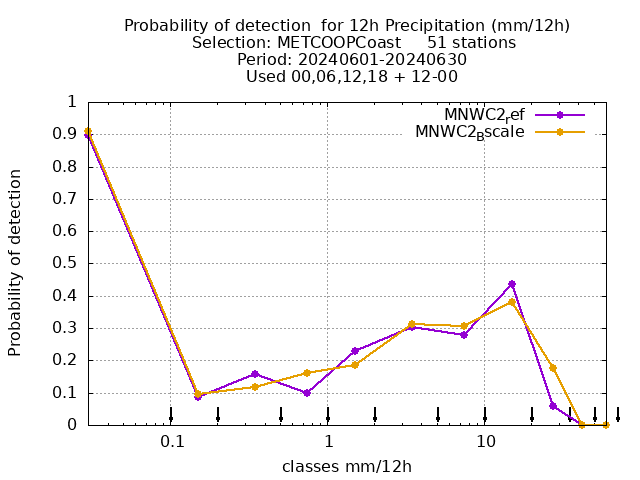 Probability of detection  for 12h Precipitation (mm/12h)
Selection: METCOOPCoast     51 stations
Period: 20240601-20240630
Used 00,06,12,18 + 12-00
MNWC2ref
MNWC2Bscale
1
0.9
0.8
0.7
0.6
0.5
0.4
0.3
0.2
0.1
0
Probability of detection
0.1 1 10
classes mm/12h